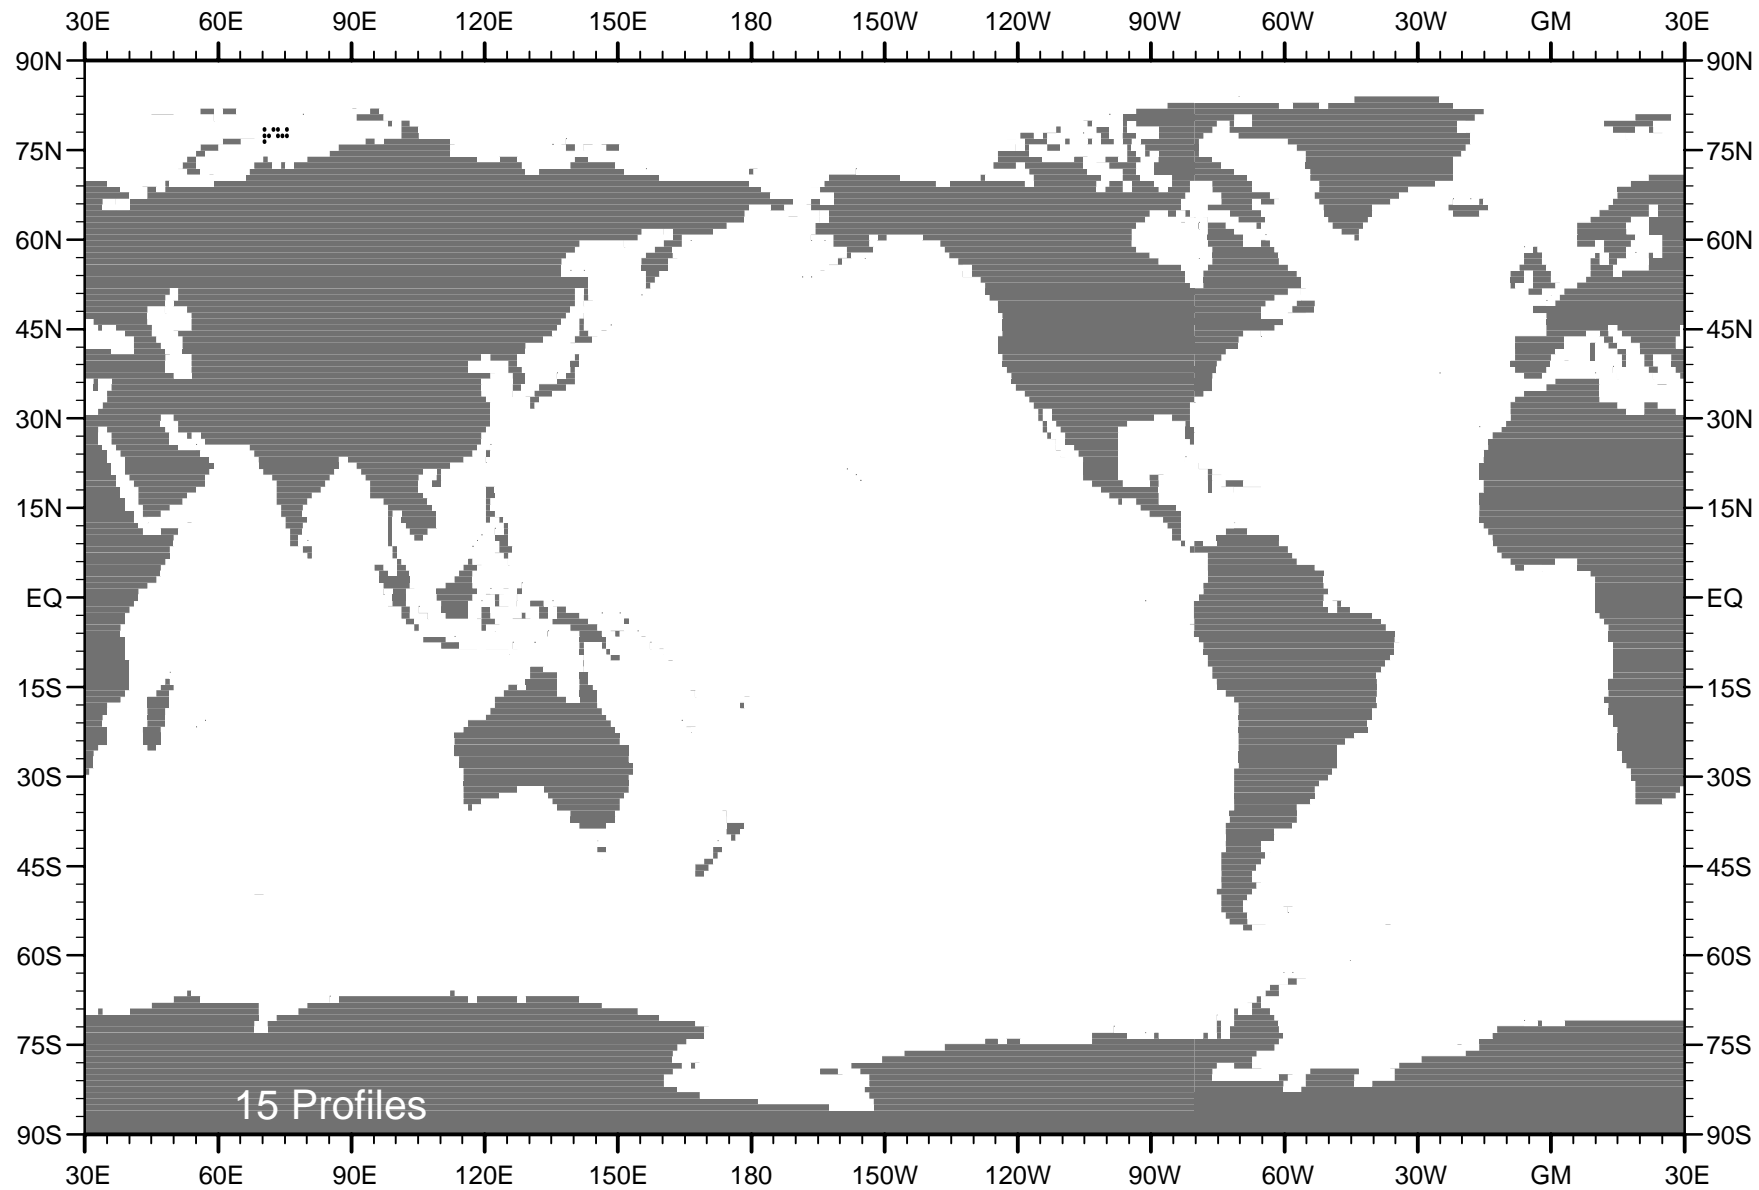 30E 60E 90E 120E 150E 180 150W 120W 90W 60W 30W GM 30E
90N 90N
75N 75N
60N 60N
45N 45N
30N 30N
15N 15N
EQ EQ
15S 15S
30S 30S
45S 45S
60S 60S
75S 75S
15 Profiles
90S 90S
30E 60E 90E 120E 150E 180 150W 120W 90W 60W 30W GM 30E